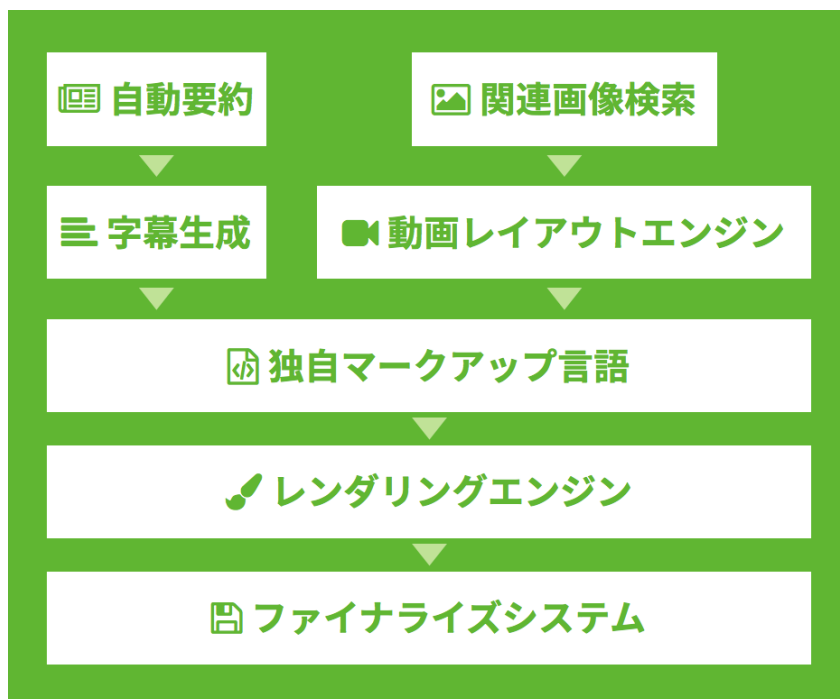 自動要約
関連画像検索
字幕生成
動画レイアウトエンジン
独自マークアップ言語
レンダリングエンジン
ファイナライズシステム